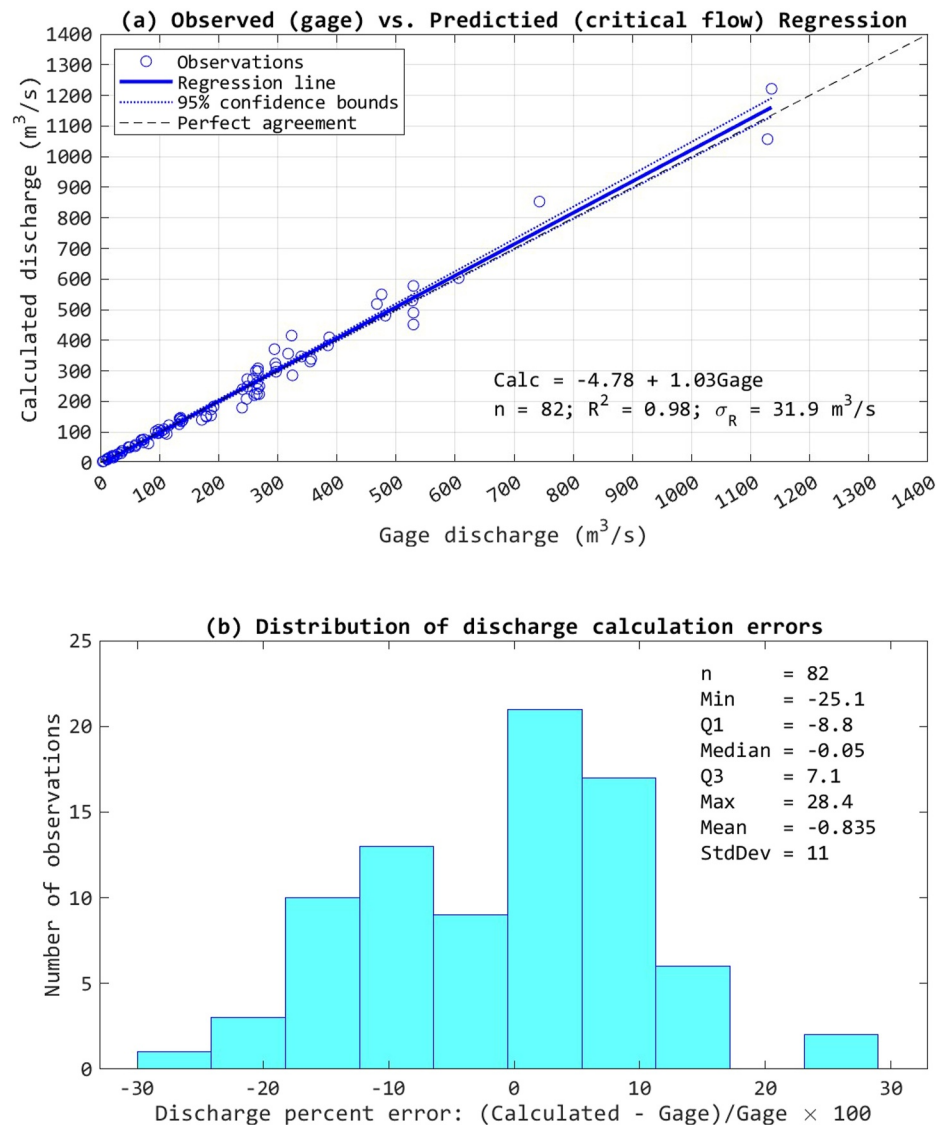 (a) Observed (gage) vs. Predictied (critical flow) Regression
Calculated discharge (m³/s)
1400
1300
1200
1100
1000
900
800
700
600
500
400
300
200
100
0
Observations
Regression line
95% confidence bounds
Perfect agreement
Calc = -4.78 + 1.03Gage
n = 82; R² = 0.98; σ_R = 31.9 m³/s
0 100 200 300 400 500 600 700 800 900 1000 1100 1200 1300 1400
Gage discharge (m³/s)
(b) Distribution of discharge calculation errors
Number of observations
25
20
15
10
5
0
n = 82
Min = -25.1
Q1 = -8.8
Median = -0.05
Q3 = 7.1
Max = 28.4
Mean = -0.835
StdDev = 11
-30 -20 -10 0 10 20 30
Discharge percent error: (Calculated - Gage)/Gage × 100